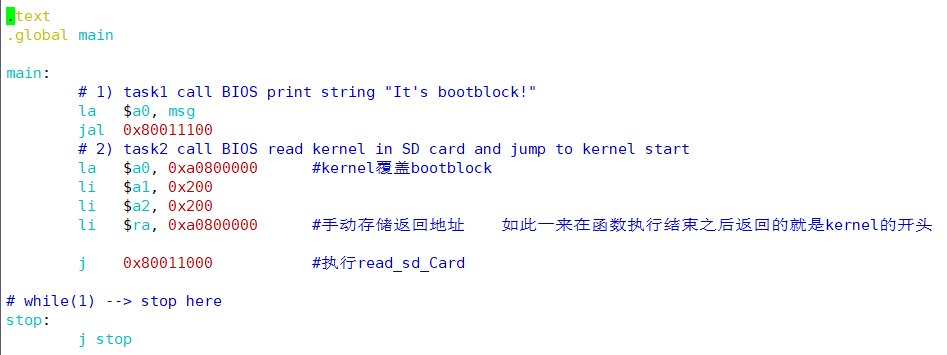 .text
.global main

main:
        # 1) task1 call BIOS print string "It's bootblock!"
        la   $a0, msg
        jal  0x80011100
        # 2) task2 call BIOS read kernel in SD card and jump to kernel start
        la   $a0, 0xa0800000      #kernel覆盖bootblock
        li   $a1, 0x200
        li   $a2, 0x200
        li   $ra, 0xa0800000      #手动存储返回地址    如此一来在函数执行结束之后返回的就是kernel的开头

        j    0x80011000           #执行read_sd_Card

# while(1) --> stop here
stop:
        j stop